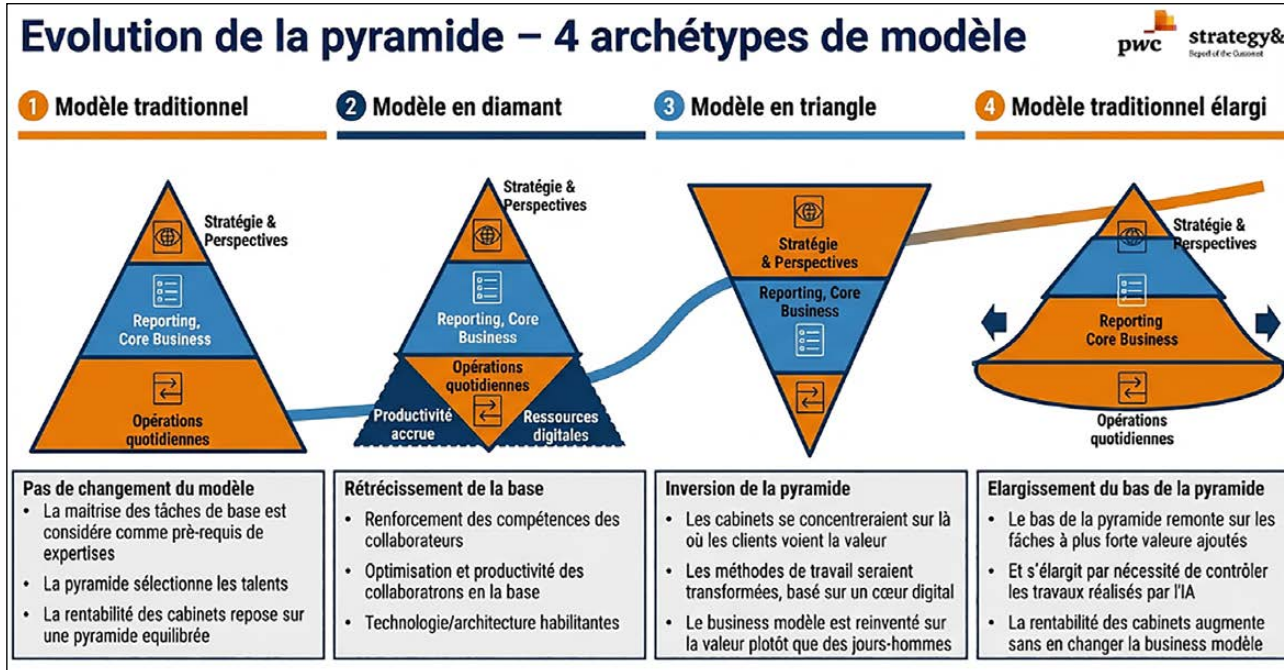 Evolution de la pyramide – 4 archétypes de modèle
pwc
strategy&
1 Modèle traditionnel
2 Modèle en diamant
3 Modèle en triangle
4 Modèle traditionnel élargi
Stratégie &
Perspectives
Reporting,
Core Business
Opérations
quotidiennes
Stratégie &
Perspectives
Reporting, Core
Business
Opérations
quotidiennes
Productivité
accrue
Ressources
digitales
Stratégie
& Perspectives
Reporting, Core
Business
Stratégie &
Perspectives
Reporting
Core Business
Opérations
quotidiennes
Pas de changement du modèle
• La maîtrise des tâches de base est
considére comme prè-requis de
expertises
• La pyramide sélectionne les talents
• La rentabilité des cabinets repose sur
une pyramide equilibrée
Rétrécissement de la base
• Renforcement des compétences des
collaborateurs
• Optimisation et productivité des
collaboratrons en la base
• Technologie/architecture habilitantes
Inversion de la pyramide
• Les cabinets se concentreraient sur là
où les clients voient la valeur
• Les méthodes de travail seraient
transformées, basé sur un cœur digital
• Le business modèle est reinventé sur
la valeur plotôt que des jours-hommes
Elargissement du bas de la pyramide
• Le bas de la pyramide remonte sur les
fâches à plus forte valeure ajoutés
• Et s'élargit par nécessité de contrôler
les travaux réalisés par l'IA
• La rentabilité des cabinets augmente
sans en changer la business modèle